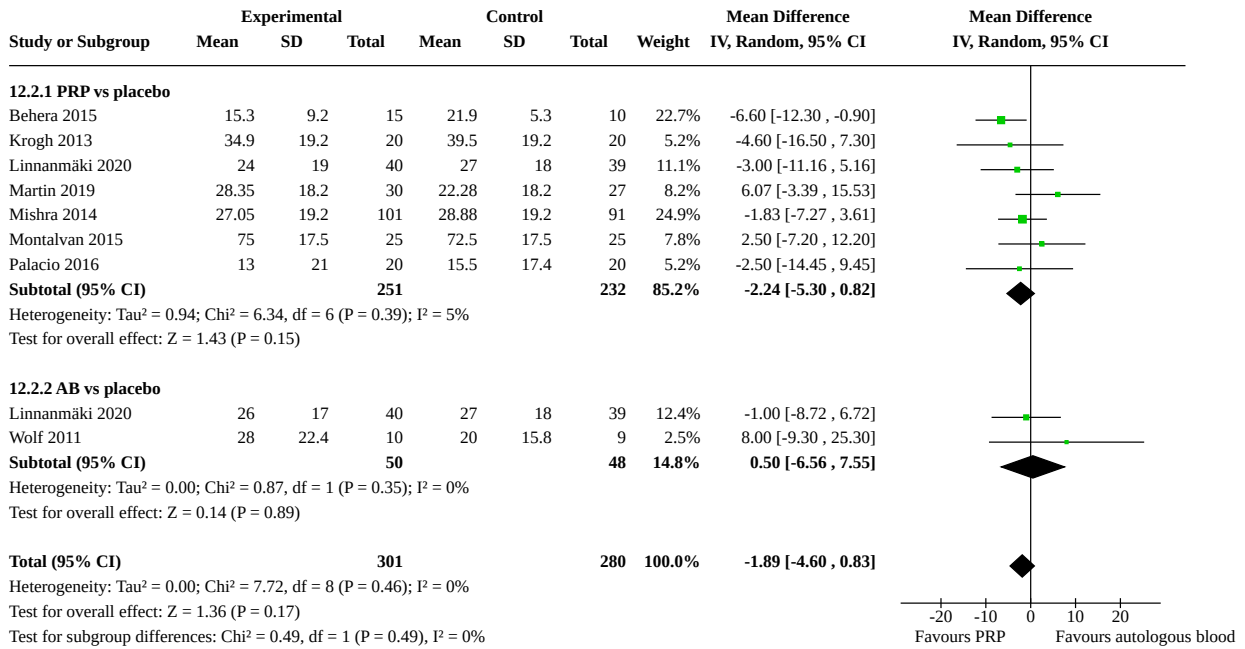 Experimental Control Mean Difference Mean Difference
Study or Subgroup Mean SD Total Mean SD Total Weight IV, Random, 95% CI IV, Random, 95% CI
12.2.1 PRP vs placebo
Behera 2015 15.3 9.2 15 21.9 5.3 10 22.7% -6.60 [-12.30 , -0.90]
Krogh 2013 34.9 19.2 20 39.5 19.2 20 5.2% -4.60 [-16.50 , 7.30]
Linnanmäki 2020 24 19 40 27 18 39 11.1% -3.00 [-11.16 , 5.16]
Martin 2019 28.35 18.2 30 22.28 18.2 27 8.2% 6.07 [-3.39 , 15.53]
Mishra 2014 27.05 19.2 101 28.88 19.2 91 24.9% -1.83 [-7.27 , 3.61]
Montalvan 2015 75 17.5 25 72.5 17.5 25 7.8% 2.50 [-7.20 , 12.20]
Palacio 2016 13 21 20 15.5 17.4 20 5.2% -2.50 [-14.45 , 9.45]
Subtotal (95% CI) 251 232 85.2% -2.24 [-5.30 , 0.82]
Heterogeneity: Tau² = 0.94; Chi² = 6.34, df = 6 (P = 0.39); I² = 5%
Test for overall effect: Z = 1.43 (P = 0.15)
12.2.2 AB vs placebo
Linnanmäki 2020 26 17 40 27 18 39 12.4% -1.00 [-8.72 , 6.72]
Wolf 2011 28 22.4 10 20 15.8 9 2.5% 8.00 [-9.30 , 25.30]
Subtotal (95% CI) 50 48 14.8% 0.50 [-6.56 , 7.55]
Heterogeneity: Tau² = 0.00; Chi² = 0.87, df = 1 (P = 0.35); I² = 0%
Test for overall effect: Z = 0.14 (P = 0.89)
Total (95% CI) 301 280 100.0% -1.89 [-4.60 , 0.83]
Heterogeneity: Tau² = 0.00; Chi² = 7.72, df = 8 (P = 0.46); I² = 0%
Test for overall effect: Z = 1.36 (P = 0.17)
-20 -10 0 10 20
Test for subgroup differences: Chi² = 0.49, df = 1 (P = 0.49), I² = 0%
Favours PRP Favours autologous blood